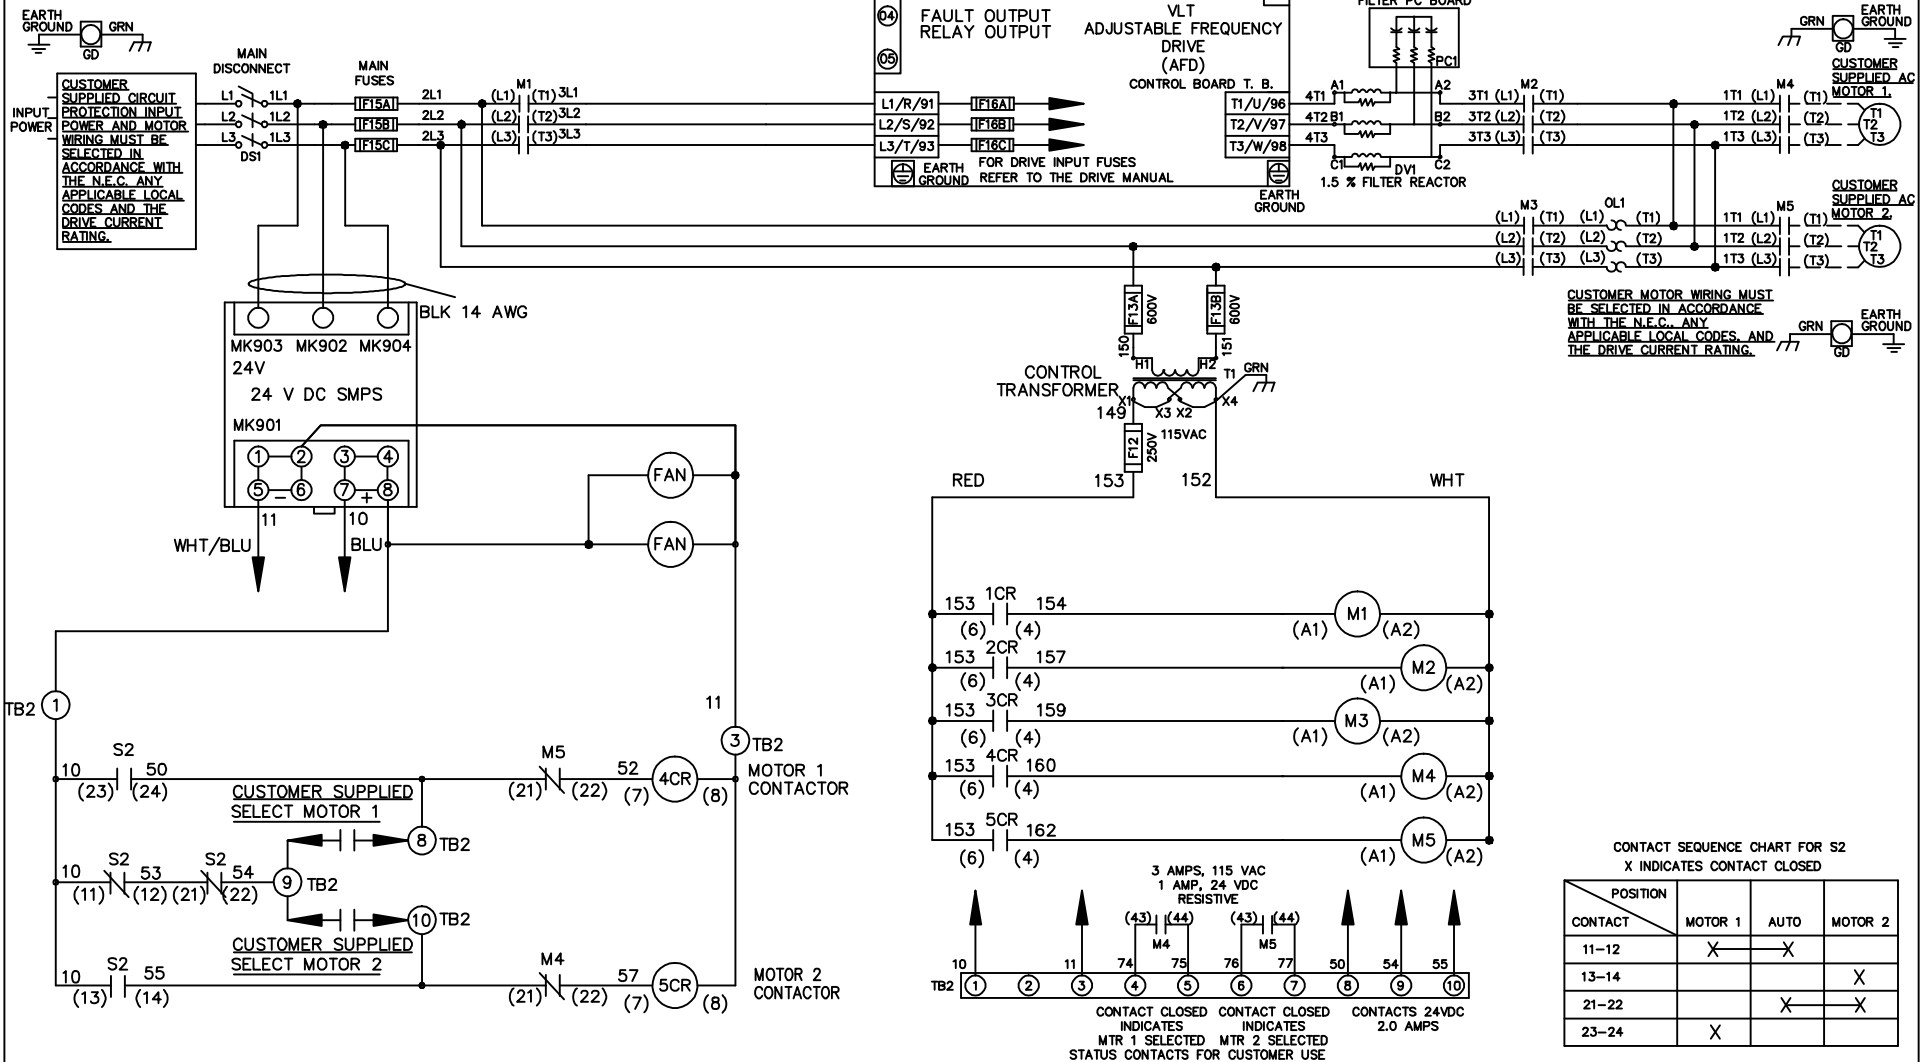 EARTH
GROUND
GRN
GD
CUSTOMER
SUPPLIED CIRCUIT
PROTECTION INPUT
POWER AND MOTOR
WIRING MUST BE
SELECTED IN
ACCORDANCE WITH
THE N.E.C. ANY
APPLICABLE LOCAL
CODES AND THE
DRIVE CURRENT
RATING.
INPUT
POWER
MAIN
DISCONNECT
L1 1L1
L2 1L2
L3 1L3
DS1
MAIN
FUSES
F15A 2L1
F15B 2L2
F15C 2L3
M1
(L1) (T1) 3L1
(L2) (T2) 3L2
(L3) (T3) 3L3
04
05
FAULT OUTPUT
RELAY OUTPUT
VLT
ADJUSTABLE FREQUENCY
DRIVE
(AFD)
CONTROL BOARD T. B.
L1/R/91 F16A
L2/S/92 F16B
L3/T/93 F16C
EARTH
GROUND
FOR DRIVE INPUT FUSES
REFER TO THE DRIVE MANUAL
T1/U/96
T2/V/97
T3/W/98
EARTH
GROUND
FILTER PC BOARD
PC1
4T1 A1 A2
4T2 B1 B2
4T3
C1 C2
DV1
1.5 % FILTER REACTOR
M2
3T1 (L1) (T1)
3T2 (L2) (T2)
3T3 (L3) (T3)
M4
1T1 (L1) (T1)
1T2 (L2) (T2)
1T3 (L3) (T3)
GRN
GD
EARTH
GROUND
CUSTOMER
SUPPLIED AC
MOTOR 1.
T1
T2
T3
M3 OL1
(L1) (T1) (L1) (T1)
(L2) (T2) (L2) (T2)
(L3) (T3) (L3) (T3)
M5
1T1 (L1) (T1)
1T2 (L2) (T2)
1T3 (L3) (T3)
CUSTOMER
SUPPLIED AC
MOTOR 2.
T1
T2
T3
CUSTOMER MOTOR WIRING MUST
BE SELECTED IN ACCORDANCE
WITH THE N.E.C.. ANY
APPLICABLE LOCAL CODES. AND
THE DRIVE CURRENT RATING.
GRN
GD
EARTH
GROUND
BLK 14 AWG
MK903 MK902 MK904
24V
24 V DC SMPS
MK901
1 2 3 4
5 - 6 7 + 8
11 10
WHT/BLU
BLU
FAN
FAN
F13A
600V
F13B
600V
150
151
H1 H2
CONTROL
TRANSFORMER
T1
GRN
X1 X3 X2 X4
149
115VAC
F12
250V
153 152
RED WHT
153 1CR 154 M1
(6) (4) (A1) (A2)
153 2CR 157 M2
(6) (4) (A1) (A2)
153 3CR 159 M3
(6) (4) (A1) (A2)
153 4CR 160 M4
(6) (4) (A1) (A2)
153 5CR 162 M5
(6) (4) (A1) (A2)
TB2 1
11
3 TB2
10 S2 50
(23) (24)
M5
(21) (22)
52
4CR
(7) (8)
MOTOR 1
CONTACTOR
CUSTOMER SUPPLIED
SELECT MOTOR 1
8 TB2
10 S2 53 S2 54
(11) (12) (21) (22)
9 TB2
10 TB2
CUSTOMER SUPPLIED
SELECT MOTOR 2
10 S2 55
(13) (14)
M4
(21) (22)
57
5CR
(7) (8)
MOTOR 2
CONTACTOR
3 AMPS, 115 VAC
1 AMP, 24 VDC
RESISTIVE
(43) (44) (43) (44)
M4 M5
10 11 74 75 76 77 50 54 55
TB2 1 2 3 4 5 6 7 8 9 10
CONTACT CLOSED
INDICATES
MTR 1 SELECTED
CONTACT CLOSED
INDICATES
MTR 2 SELECTED
STATUS CONTACTS FOR CUSTOMER USE
CONTACTS 24VDC
2.0 AMPS
CONTACT SEQUENCE CHART FOR S2
X INDICATES CONTACT CLOSED
POSITION
CONTACT MOTOR 1 AUTO MOTOR 2
11-12 X X
13-14 X
21-22 X X
23-24 X